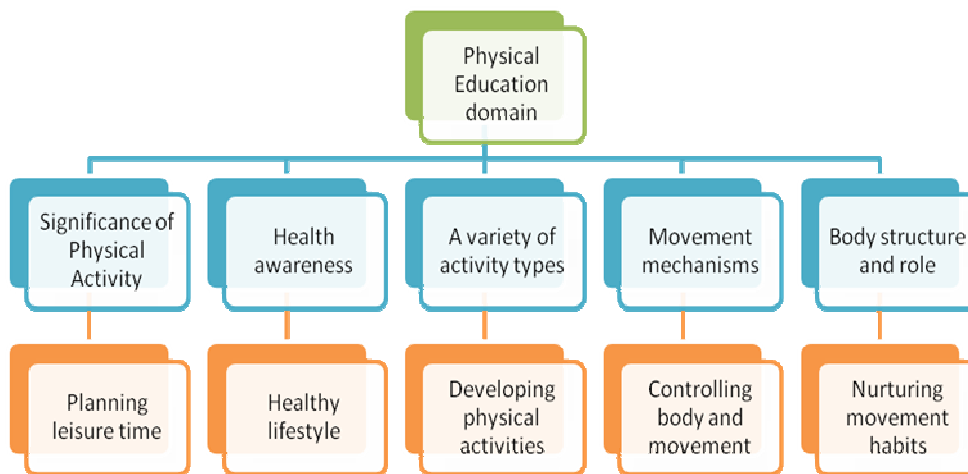 Physical
Education
domain
Significance of
Physical
Activity
Health
awareness
A variety of
activity types
Movement
mechanisms
Body structure
and role
Planning
leisure time
Healthy
lifestyle
Developing
physical
activities
Controlling
body and
movement
Nurturing
movement
habits